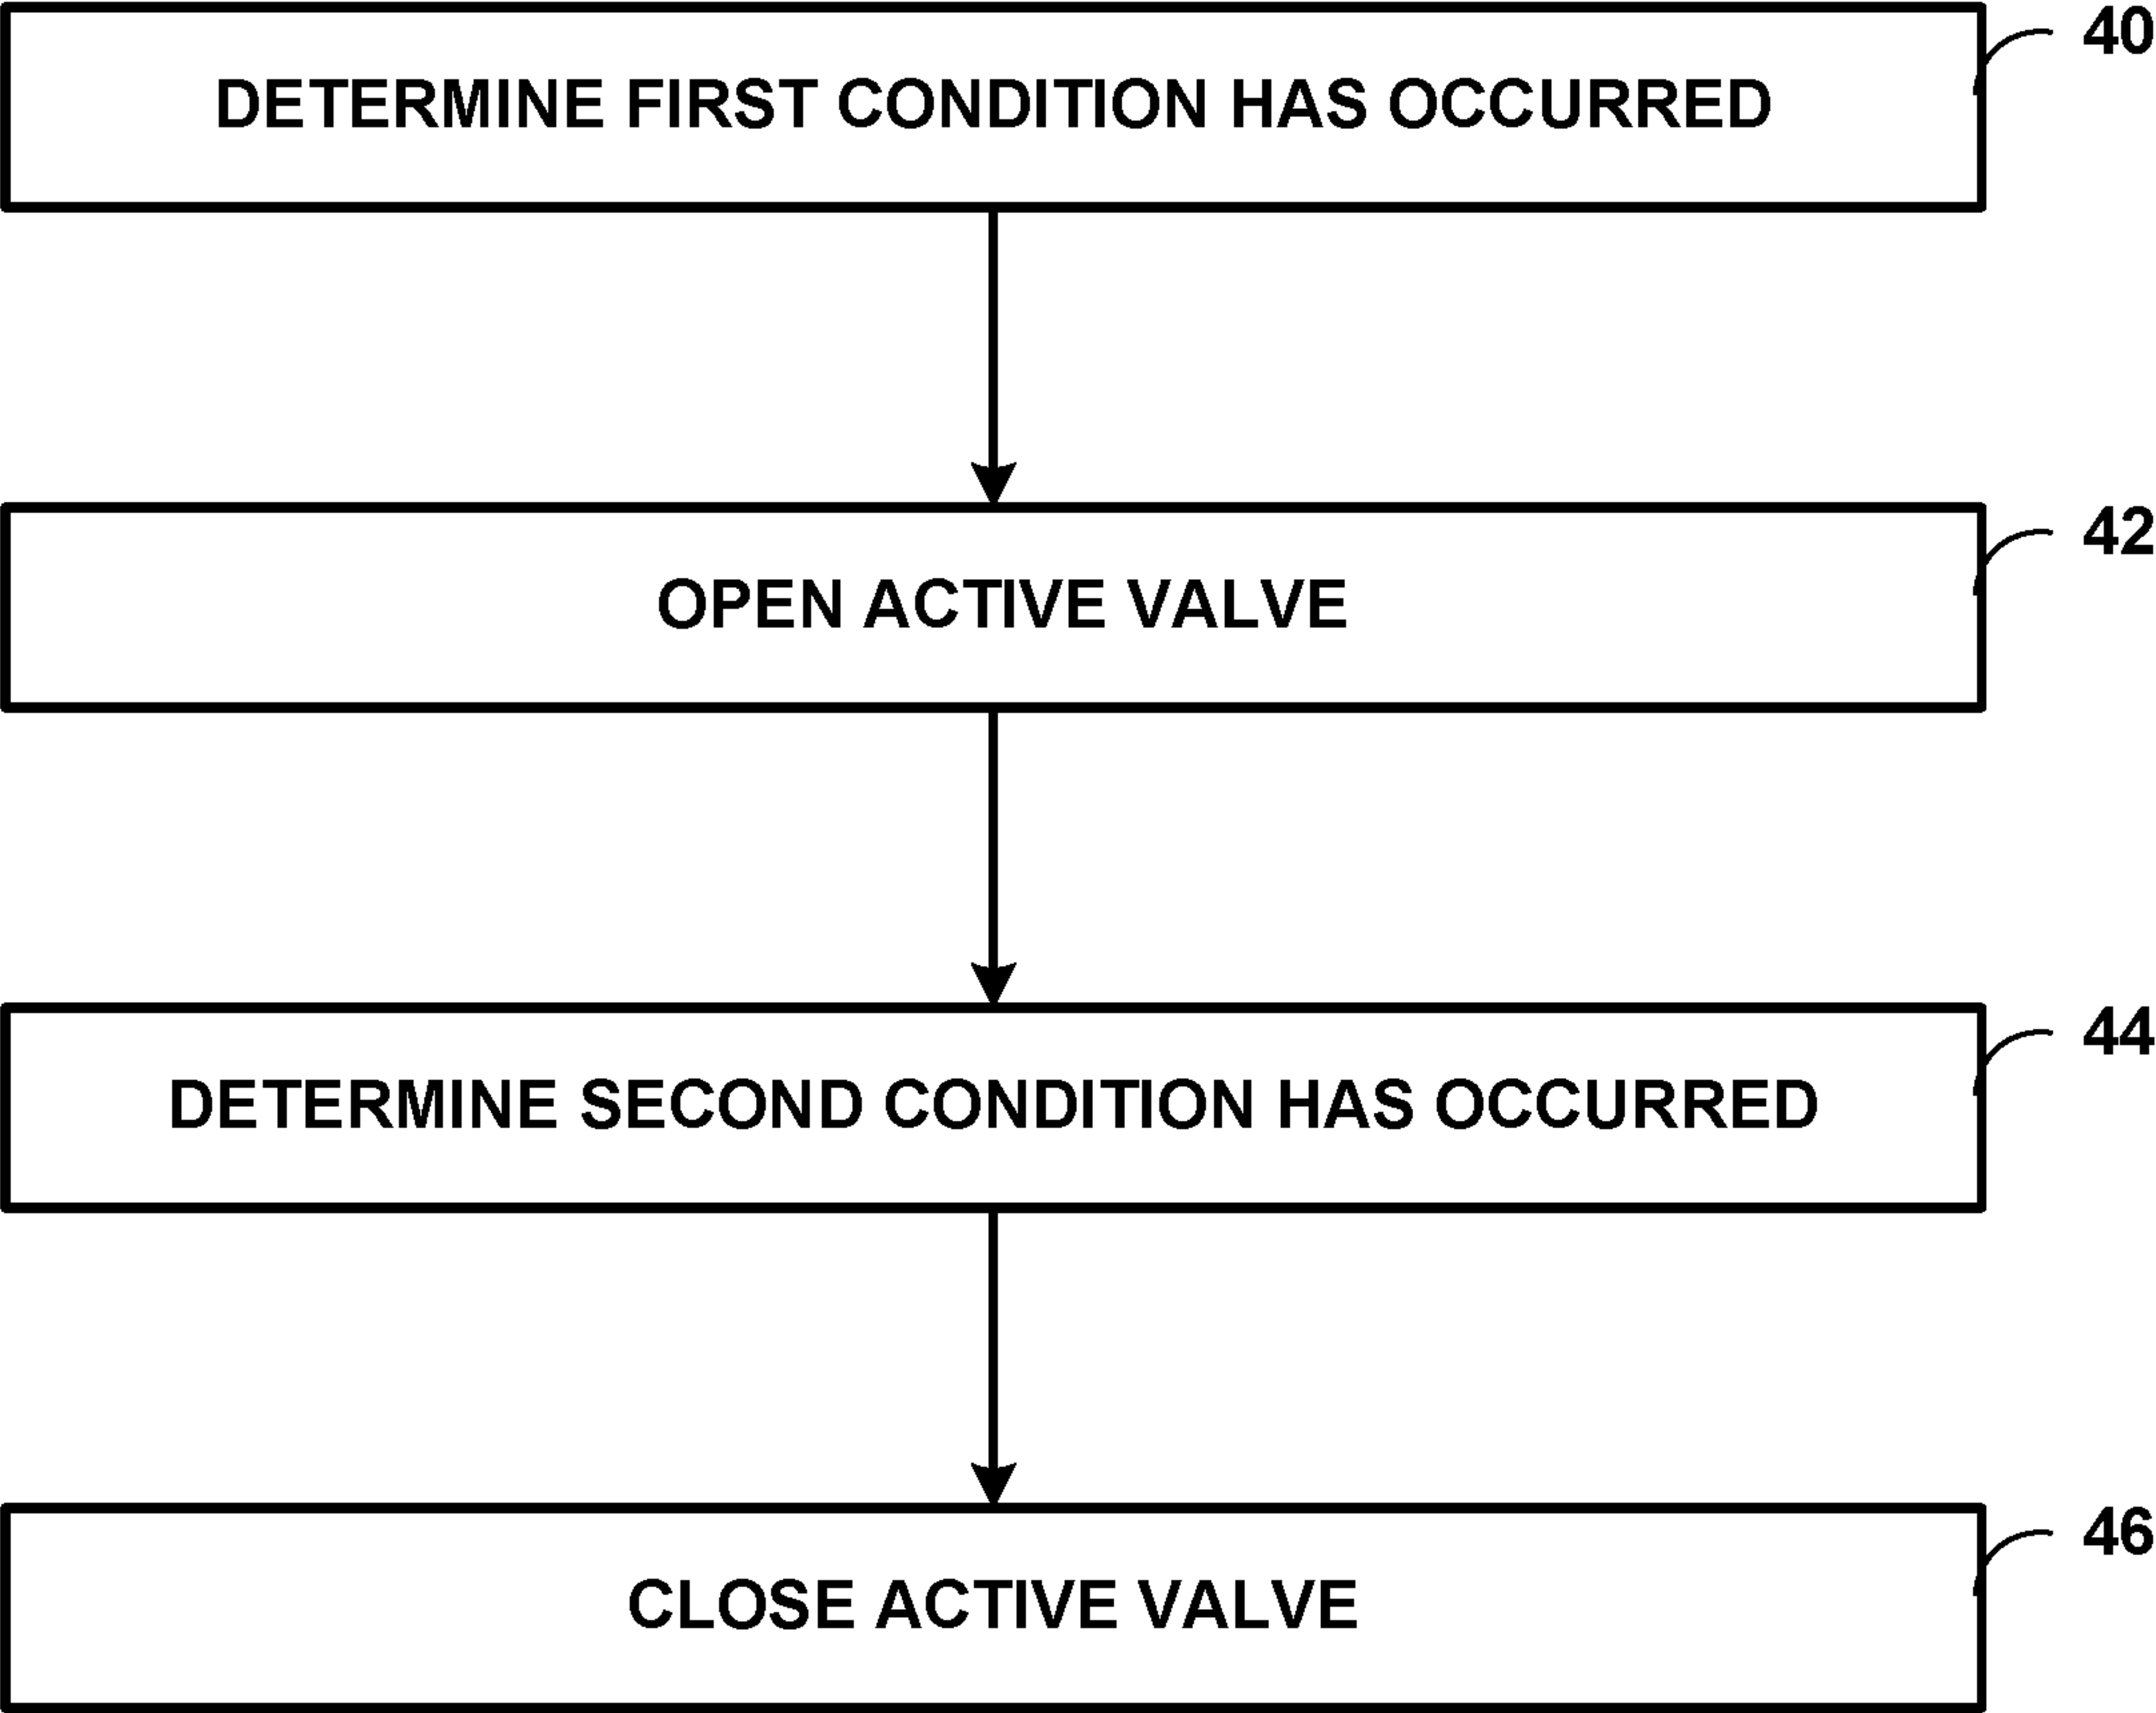 DETERMINE FIRST CONDITION HAS OCCURRED
40
OPEN ACTIVE VALVE
42
DETERMINE SECOND CONDITION HAS OCCURRED
44
CLOSE ACTIVE VALVE
46